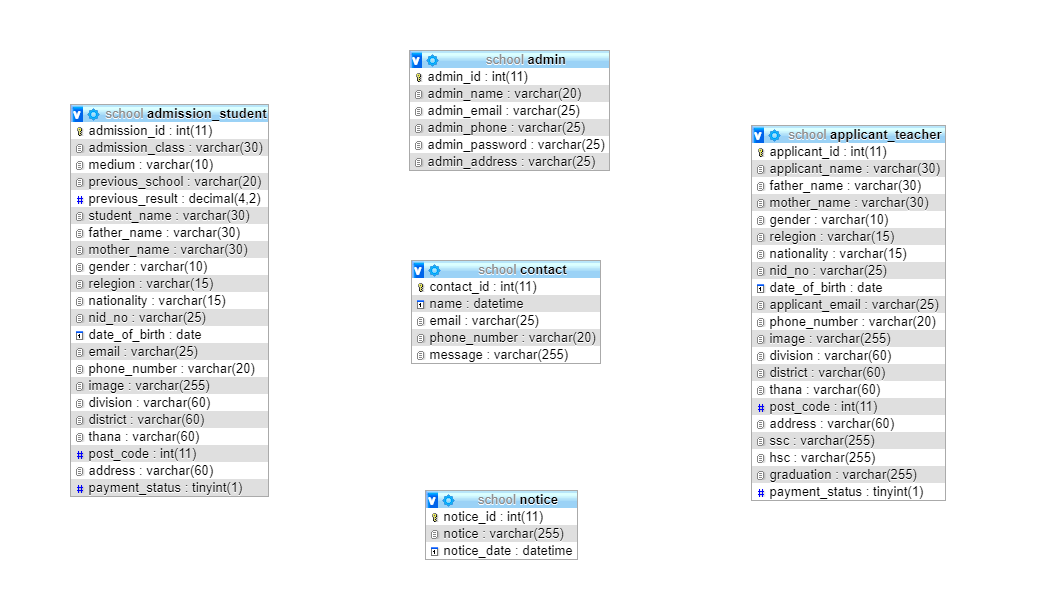 school admission_student
admission_id : int(11)
admission_class : varchar(30)
medium : varchar(10)
previous_school : varchar(20)
previous_result : decimal(4,2)
student_name : varchar(30)
father_name : varchar(30)
mother_name : varchar(30)
gender : varchar(10)
relegion : varchar(15)
nationality : varchar(15)
nid_no : varchar(25)
date_of_birth : date
email : varchar(25)
phone_number : varchar(20)
image : varchar(255)
division : varchar(60)
district : varchar(60)
thana : varchar(60)
post_code : int(11)
address : varchar(60)
payment_status : tinyint(1)
school admin
admin_id : int(11)
admin_name : varchar(20)
admin_email : varchar(25)
admin_phone : varchar(25)
admin_password : varchar(25)
admin_address : varchar(25)
school contact
contact_id : int(11)
name : datetime
email : varchar(25)
phone_number : varchar(20)
message : varchar(255)
school notice
notice_id : int(11)
notice : varchar(255)
notice_date : datetime
school applicant_teacher
applicant_id : int(11)
applicant_name : varchar(30)
father_name : varchar(30)
mother_name : varchar(30)
gender : varchar(10)
relegion : varchar(15)
nationality : varchar(15)
nid_no : varchar(25)
date_of_birth : date
applicant_email : varchar(25)
phone_number : varchar(20)
image : varchar(255)
division : varchar(60)
district : varchar(60)
thana : varchar(60)
post_code : int(11)
address : varchar(60)
ssc : varchar(255)
hsc : varchar(255)
graduation : varchar(255)
payment_status : tinyint(1)